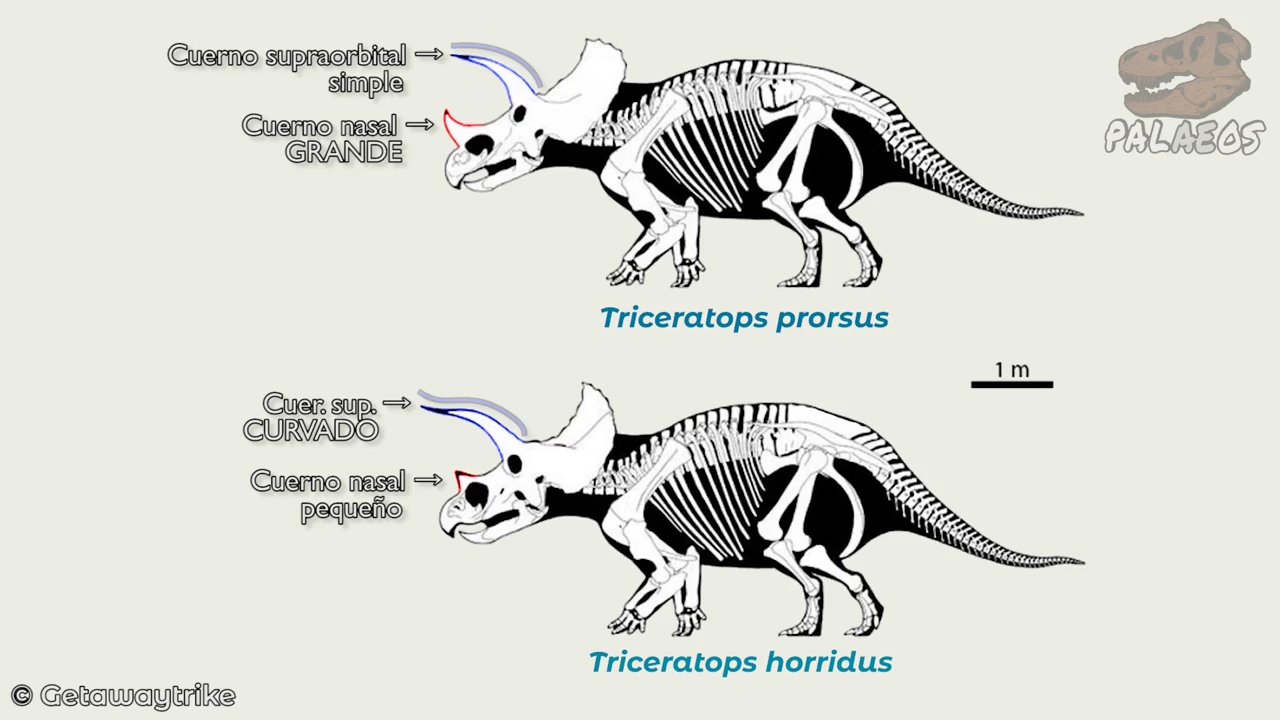 Cuerno supraorbital →
simple
Cuerno nasal →
GRANDE
PALAEOS
Triceratops prorsus
1 m
Cuer. sup. →
CURVADO
Cuerno nasal →
pequeño
Triceratops horridus
© Getawaytrike